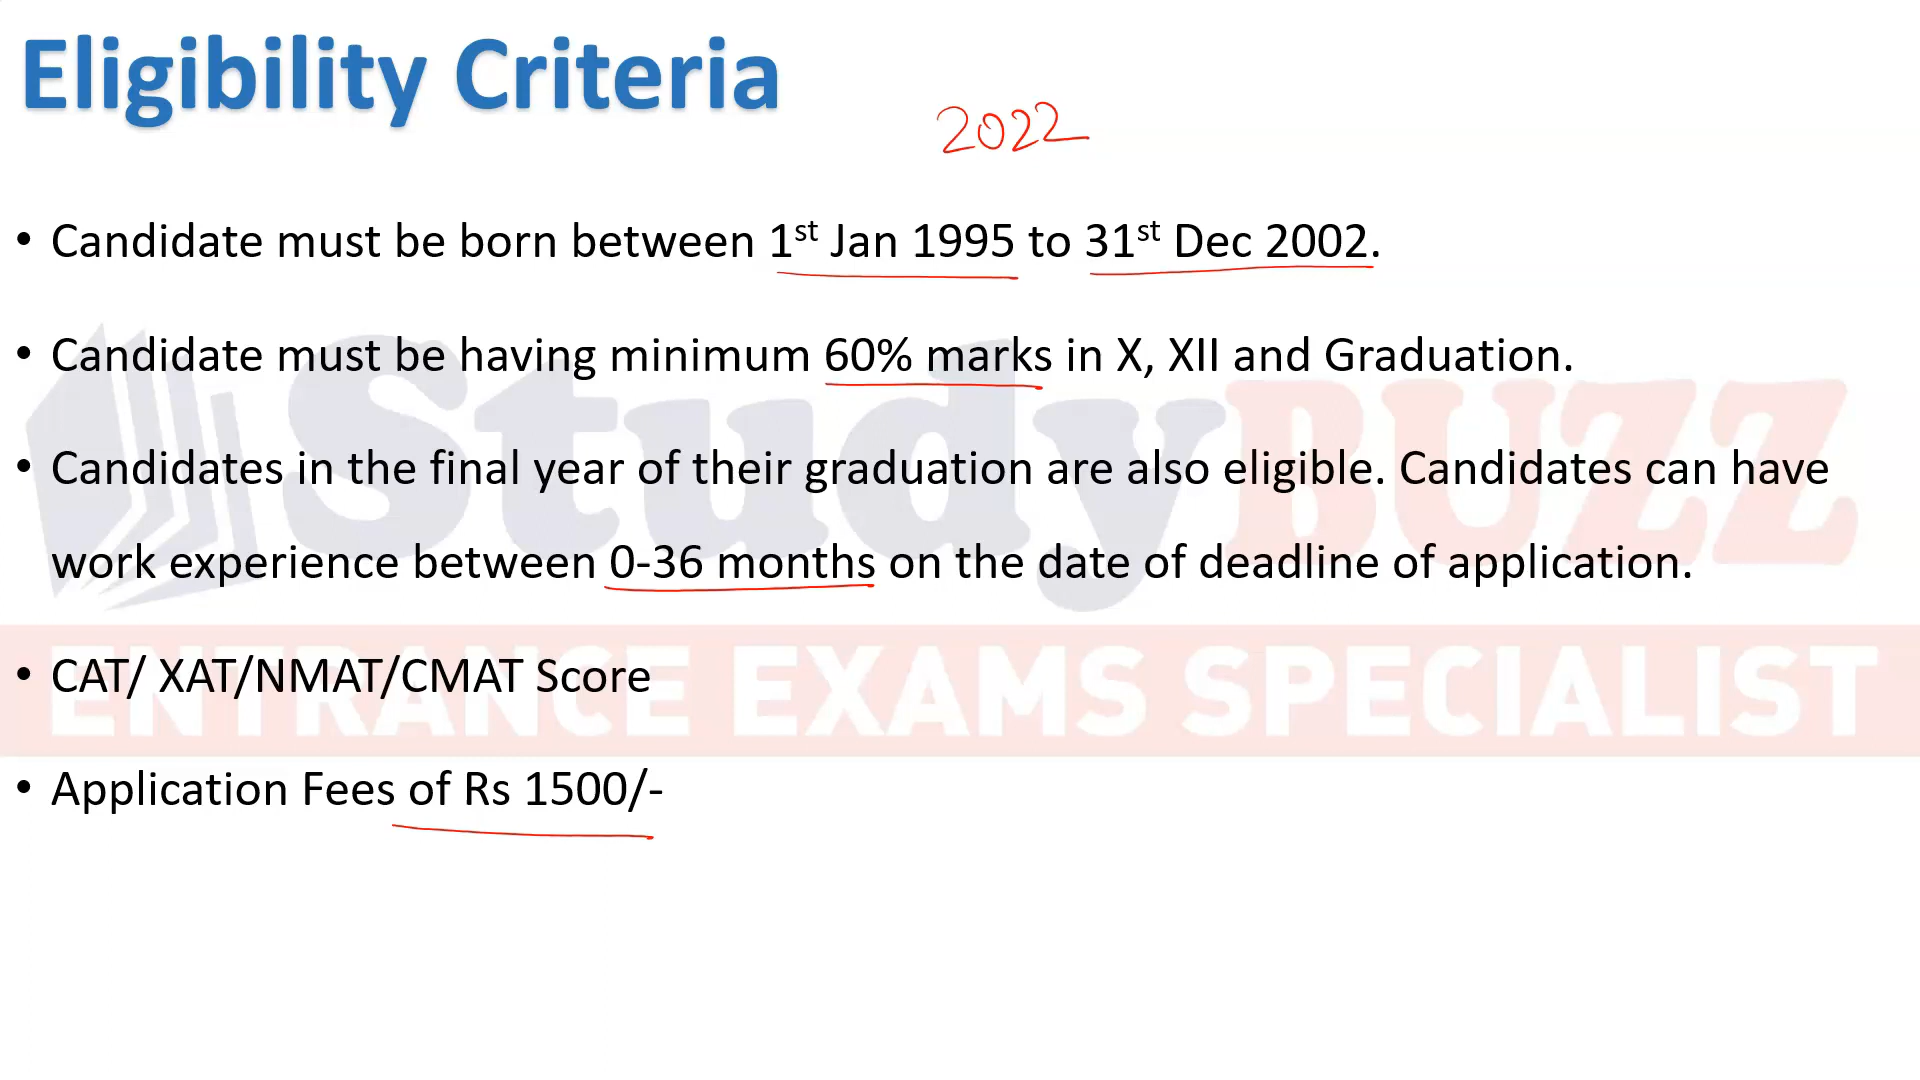 Eligibility Criteria
2022
• Candidate must be born between 1st Jan 1995 to 31st Dec 2002.
• Candidate must be having minimum 60% marks in X, XII and Graduation.
StudyBUZZ
• Candidates in the final year of their graduation are also eligible. Candidates can have
work experience between 0-36 months on the date of deadline of application.
• CAT/ XAT/NMAT/CMAT Score
ENTRANCE EXAMS SPECIALIST
• Application Fees of Rs 1500/-